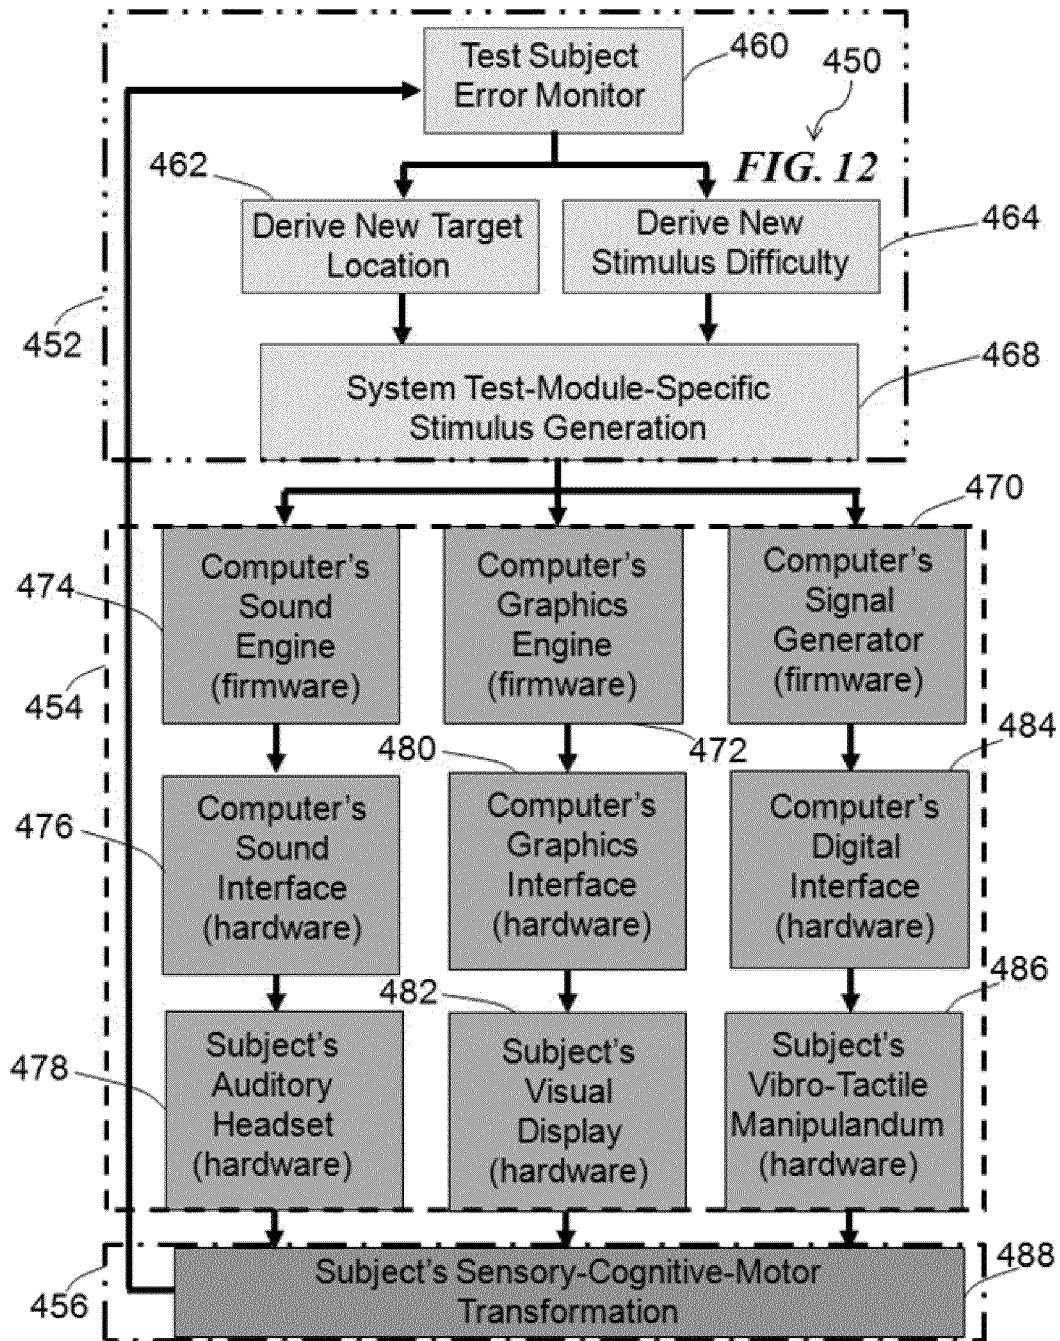 Test Subject
Error Monitor
460
450
FIG. 12
462
Derive New Target
Location
Derive New
Stimulus Difficulty
464
452
System Test-Module-Specific
Stimulus Generation
468
470
474
Computer's
Sound
Engine
(firmware)
Computer's
Graphics
Engine
(firmware)
Computer's
Signal
Generator
(firmware)
454
480
472
484
476
Computer's
Sound
Interface
(hardware)
Computer's
Graphics
Interface
(hardware)
Computer's
Digital
Interface
(hardware)
482
486
478
Subject's
Auditory
Headset
(hardware)
Subject's
Visual
Display
(hardware)
Subject's
Vibro-Tactile
Manipulandum
(hardware)
456
Subject's Sensory-Cognitive-Motor
Transformation
488